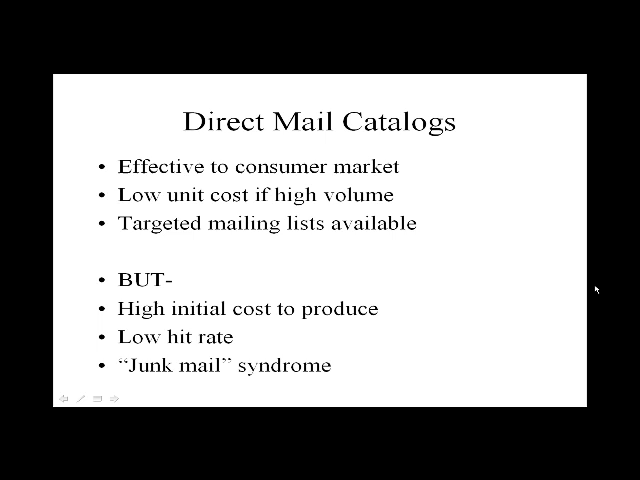 Direct Mail Catalogs
• Effective to consumer market
• Low unit cost if high volume
• Targeted mailing lists available
• BUT-
• High initial cost to produce
• Low hit rate
• “Junk mail” syndrome